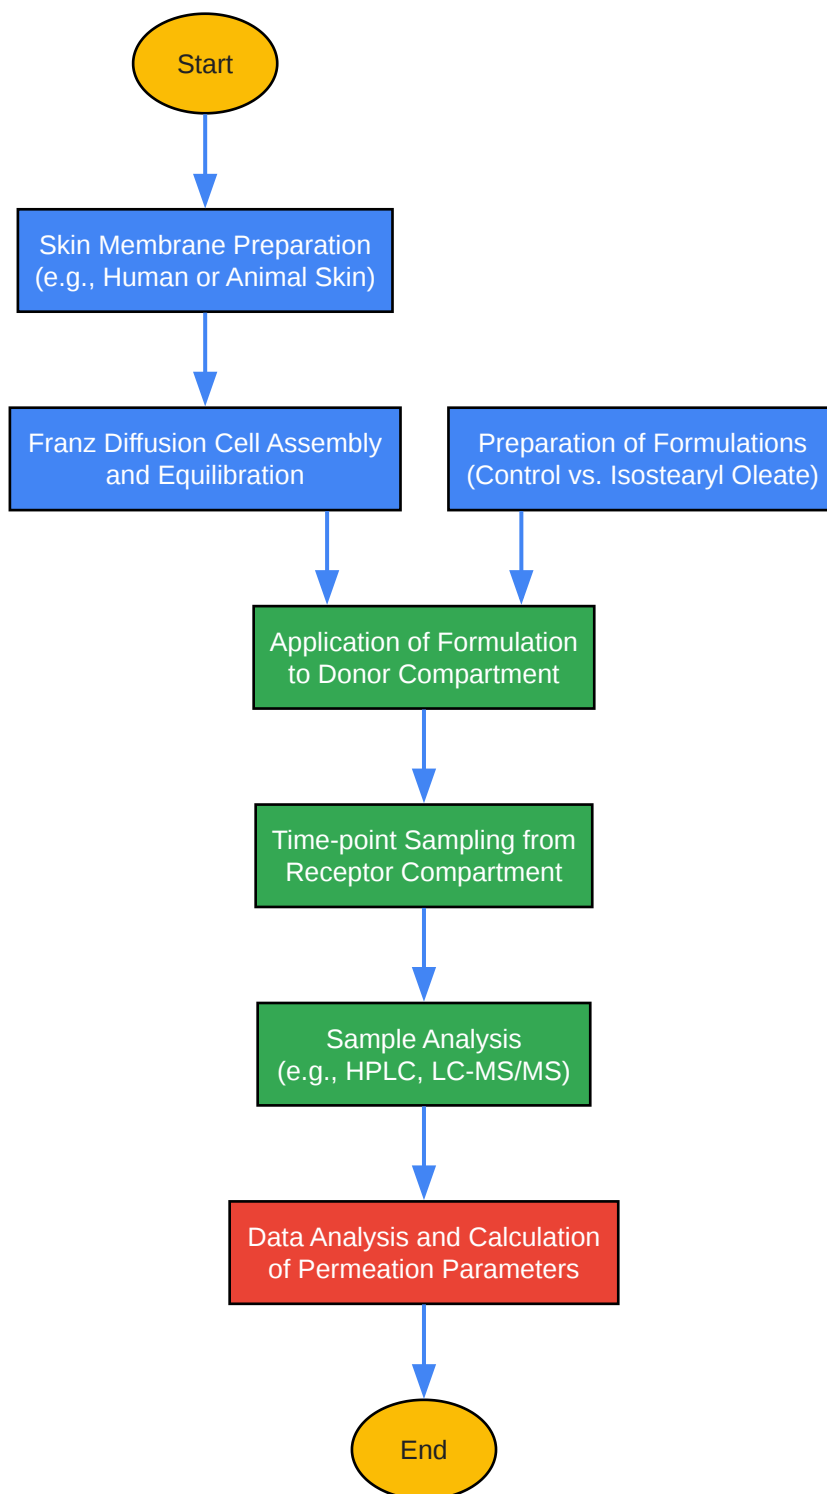 Start
Skin Membrane Preparation
(e.g., Human or Animal Skin)
Franz Diffusion Cell Assembly
and Equilibration
Preparation of Formulations
(Control vs. Isostearyl Oleate)
Application of Formulation
to Donor Compartment
Time-point Sampling from
Receptor Compartment
Sample Analysis
(e.g., HPLC, LC-MS/MS)
Data Analysis and Calculation
of Permeation Parameters
End